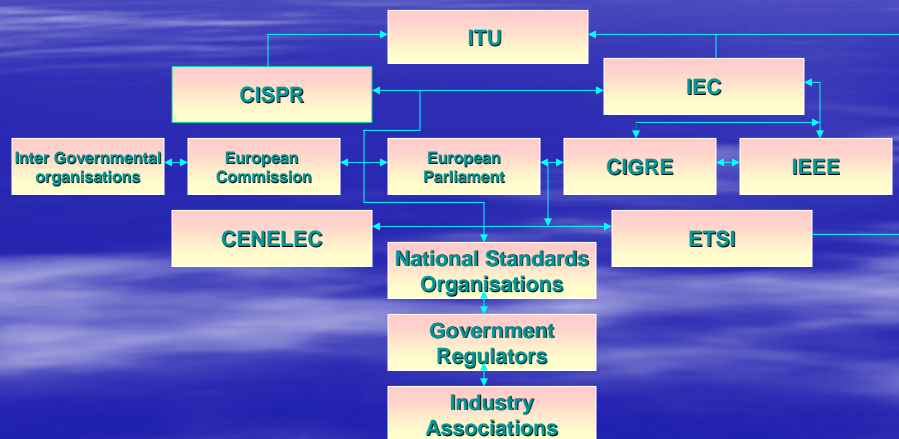 ITU
CISPR
IEC
Inter Governmental
organisations
European
Commission
European
Parliament
CIGRE
IEEE
CENELEC
ETSI
National Standards
Organisations
Government
Regulators
Industry
Associations